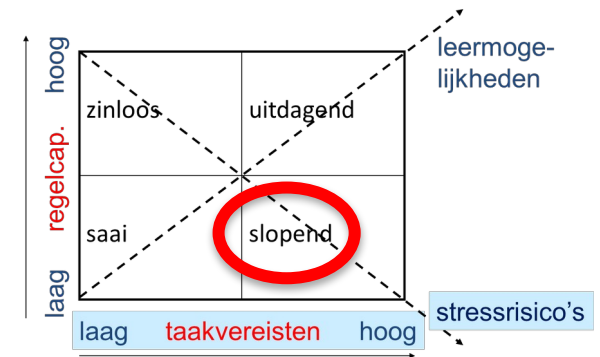 leermoge-
lijkheden
hoog
regelcap.
laag
zinloos
uitdagend
saai
slopend
stressrisico’s
laag taakvereisten hoog